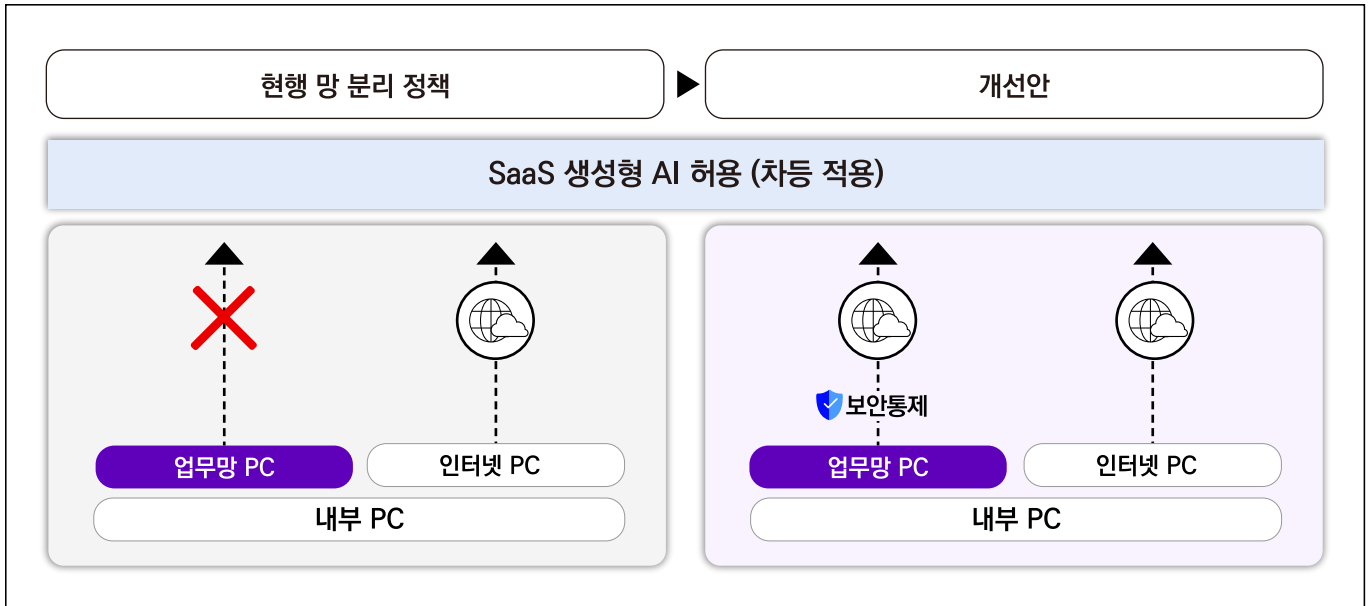 현행 망 분리 정책
개선안
SaaS 생성형 AI 허용 (차등 적용)
보안통제
업무망 PC
인터넷 PC
내부 PC
업무망 PC
인터넷 PC
내부 PC